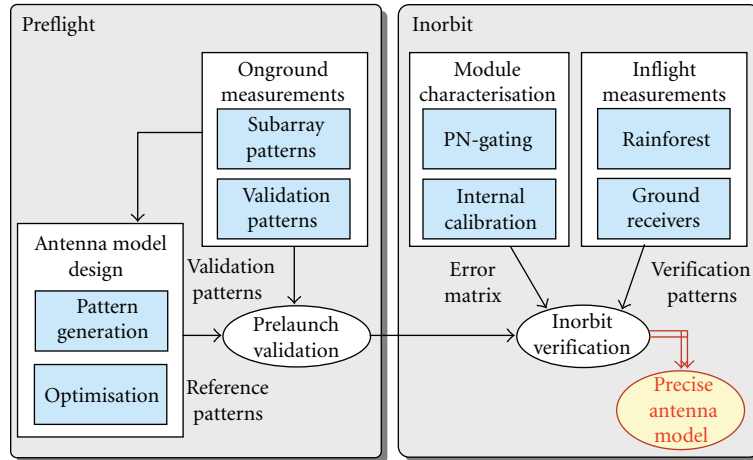 Preflight
Onground
measurements
Subarray
patterns
Validation
patterns
Antenna model
design
Pattern
generation
Optimisation
Validation
patterns
Reference
patterns
Prelaunch
validation
Inorbit
Module
characterisation
PN-gating
Internal
calibration
Inflight
measurements
Rainforest
Ground
receivers
Error
matrix
Verification
patterns
Inorbit
verification
Precise
antenna
model